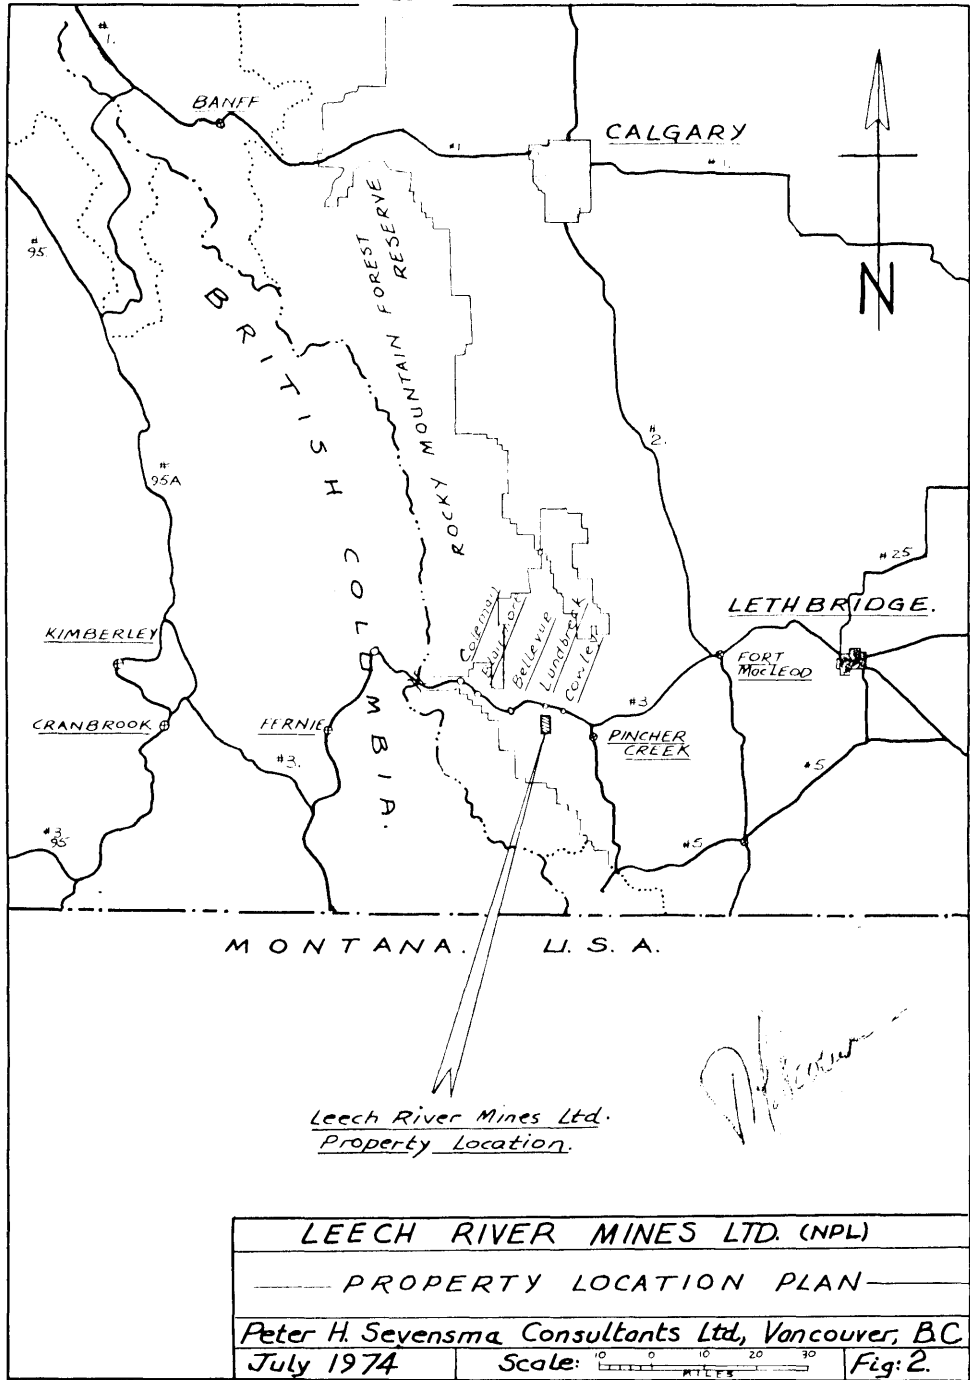 #1.
BANFF
CALGARY
#1
#1.
#
95
ROCKY MOUNTAIN FOREST
RESERVE
N
BRITISH COLUMBIA.
#
2.
#
95A
#25
LETHBRIDGE.
Coleman
Blairmore
Bellevue
Lundbreck
Cowley
KIMBERLEY
FORT
MacLEOD
CRANBROOK
FERNIE
#3
PINCHER
CREEK
#3.
#5
#3
95
#5
MONTANA. U.S.A.
Leech River Mines Ltd.
Property Location.
LEECH RIVER MINES LTD. (NPL)
PROPERTY LOCATION PLAN
Peter H. Sevensma Consultants Ltd, Vancouver, B.C
July 1974
Scale: 10 0 10 20 30
MILES
Fig: 2.